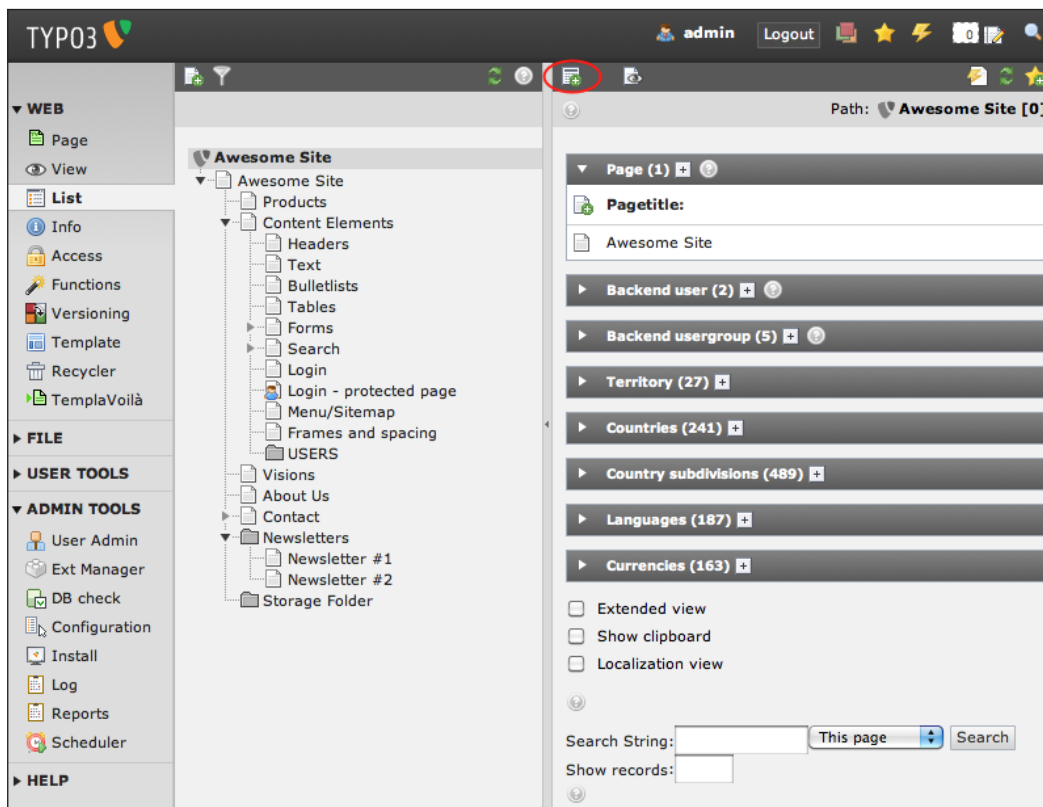 TYPO3
admin
Logout
0
WEB
Page
View
List
Info
Access
Functions
Versioning
Template
Recycler
TemplaVoilà
FILE
USER TOOLS
ADMIN TOOLS
User Admin
Ext Manager
DB check
Configuration
Install
Log
Reports
Scheduler
HELP
Awesome Site
Awesome Site
Products
Content Elements
Headers
Text
Bulletlists
Tables
Forms
Search
Login
Login - protected page
Menu/Sitemap
Frames and spacing
USERS
Visions
About Us
Contact
Newsletters
Newsletter #1
Newsletter #2
Storage Folder
Path: Awesome Site [0]
Page (1)
Pagetitle:
Awesome Site
Backend user (2)
Backend usergroup (5)
Territory (27)
Countries (241)
Country subdivisions (489)
Languages (187)
Currencies (163)
Extended view
Show clipboard
Localization view
Search String: This page Search
Show records: